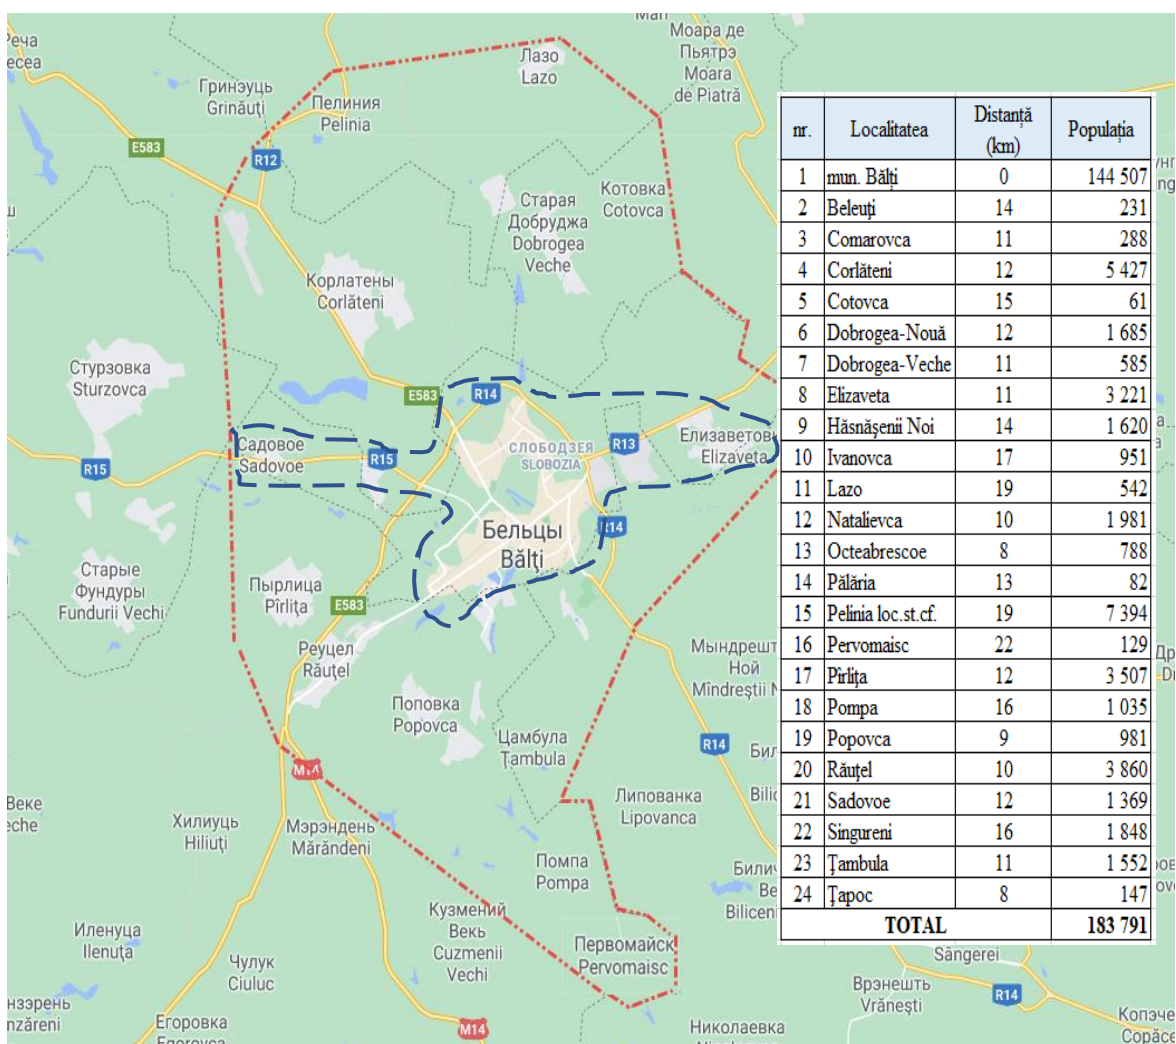 Реча
ecea
Гринэуць
Grinăuți
Пелиния
Pelinia
Лазо
Lazo
Моара де
Пьятрэ
Moara
de Piatră
E583
R12
Котовка
Cotovca
Старая
Добруджа
Dobrogea
Veche
Корлатены
Corlăteni
Стурзовка
Sturzovca
E583
R14
Садовое
Sadovoe
R15
R15
СЛОБОДЗЕЯ
SLOBOZIA
R13
Елизаветов
Elizaveta
Бельцы
Bălți
R14
Старые
Фундуры
Fundurii Vechi
Пырлица
Pîrlița
E583
Реуцел
Răuțel
Мындрешт
Ной
Mîndreștii N
Поповка
Popovca
Цамбула
Țambula
R14
M14
Веке
eche
Хилиуць
Hiliuți
Мэрэндень
Mărăndeni
Липованка
Lipovanca
Помпа
Pompa
Кузмений
Векь
Cuzmenii
Vechi
Иленуца
Ilenuța
Чулук
Ciuluc
Первомайск
Pervomaisc
Sângerei
Врэнешть
Vrănești
R14
нзэрень
nzăreni
Егоровка
Egorovca
M14
Николаевка
Копэче
Copăce
nr. Localitatea Distanță (km) Populația
1 mun. Bălți 0 144 507
2 Beleuți 14 231
3 Comarovca 11 288
4 Corlăteni 12 5 427
5 Cotovca 15 61
6 Dobrogea-Nouă 12 1 685
7 Dobrogea-Veche 11 585
8 Elizaveta 11 3 221
9 Hăsnășenii Noi 14 1 620
10 Ivanovca 17 951
11 Lazo 19 542
12 Natalievca 10 1 981
13 Octeabrescoe 8 788
14 Pălăria 13 82
15 Pelinia loc.st.cf. 19 7 394
16 Pervomaisc 22 129
17 Pîrlița 12 3 507
18 Pompa 16 1 035
19 Popovca 9 981
20 Răuțel 10 3 860
21 Sadovoe 12 1 369
22 Singureni 16 1 848
23 Țambula 11 1 552
24 Țapoc 8 147
TOTAL 183 791